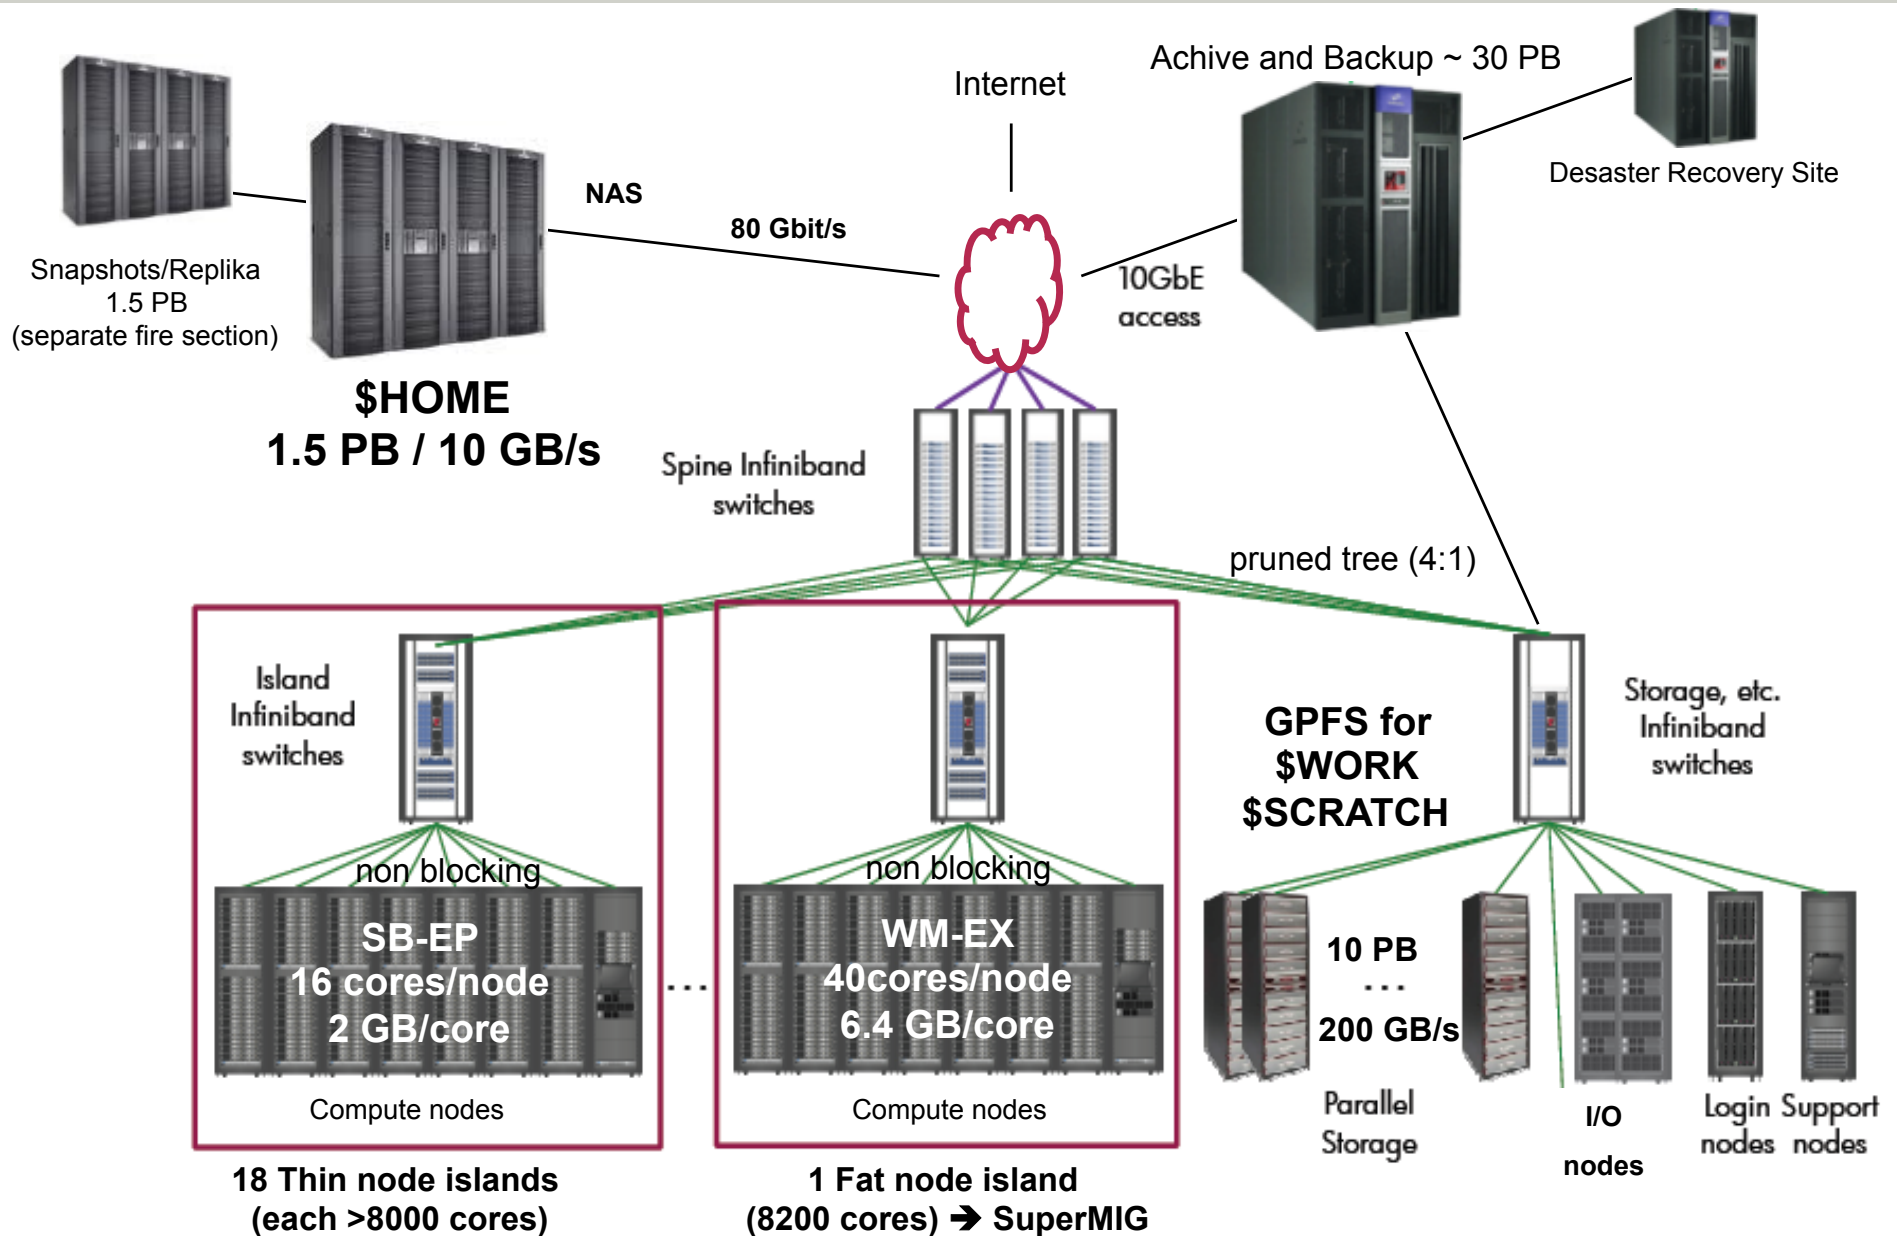 Internet
Achive and Backup ~ 30 PB
Desaster Recovery Site
NAS
80 Gbit/s
10GbE
access
Snapshots/Replika
1.5 PB
(separate fire section)
$HOME
1.5 PB / 10 GB/s
Spine Infiniband
switches
pruned tree (4:1)
Island
Infiniband
switches
non blocking
SB-EP
16 cores/node
2 GB/core
Compute nodes
18 Thin node islands
(each >8000 cores)
...
non blocking
WM-EX
40cores/node
6.4 GB/core
Compute nodes
1 Fat node island
(8200 cores) ➔ SuperMIG
GPFS for
$WORK
$SCRATCH
Storage, etc.
Infiniband
switches
10 PB
...
200 GB/s
Parallel
Storage
I/O
nodes
Login
nodes
Support
nodes